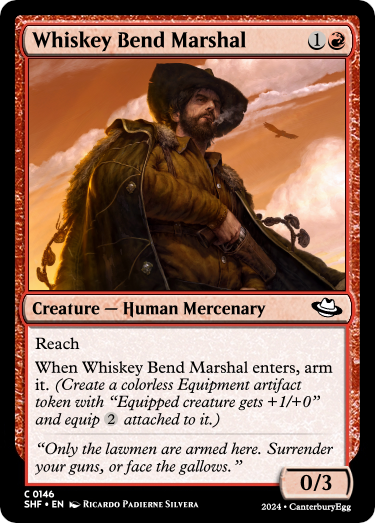 Whiskey Bend Marshal 1
Creature — Human Mercenary
Reach
When Whiskey Bend Marshal enters, arm
it. (Create a colorless Equipment artifact
token with “Equipped creature gets +1/+0”
and equip 2 attached to it.)
“Only the lawmen are armed here. Surrender
your guns, or face the gallows.”
0/3
C 0146
SHF • EN Ricardo Padierne Silvera
2024 • CanterburyEgg